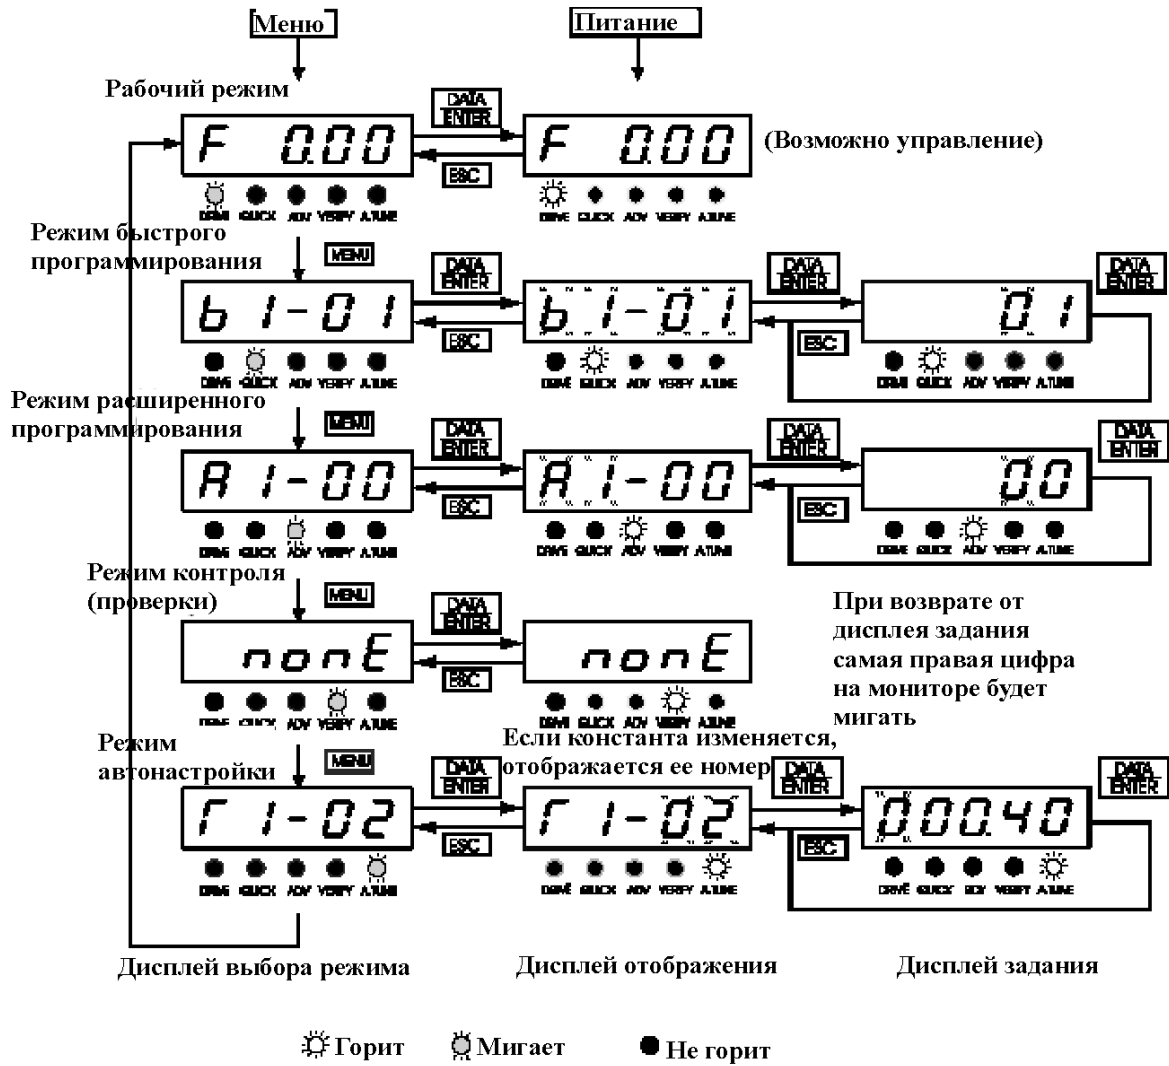 Меню
Питание
Рабочий режим
DATA
ENTER
F 0.00
F 0.00
(Возможно управление)
ESC
DRIVE QUICK ADV VERIFY A.TUNE
DRIVE QUICK ADV VERIFY A.TUNE
Режим быстрого
программирования
MENU
DATA
ENTER
DATA
ENTER
DATA
ENTER
b1-01
b1-01
01
ESC
ESC
DRIVE QUICK ADV VERIFY A.TUNE
DRIVE QUICK ADV VERIFY A.TUNE
DRIVE QUICK ADV VERIFY A.TUNE
Режим расширенного
программирования
MENU
DATA
ENTER
DATA
ENTER
DATA
ENTER
A1-00
A1-00
00
ESC
ESC
DRIVE QUICK ADV VERIFY A.TUNE
DRIVE QUICK ADV VERIFY A.TUNE
DRIVE QUICK ADV VERIFY A.TUNE
Режим контроля
(проверки)
MENU
DATA
ENTER
nonE
nonE
ESC
DRIVE QUICK ADV VERIFY A.TUNE
DRIVE QUICK ADV VERIFY A.TUNE
При возврате от
дисплея задания
самая правая цифра
на мониторе будет
мигать
Режим
автонастройки
MENU
Если константа изменяется,
отображается ее номер
DATA
ENTER
DATA
ENTER
DATA
ENTER
Г1-02
Г1-02
0.00.40
ESC
ESC
DRIVE QUICK ADV VERIFY A.TUNE
DRIVE QUICK ADV VERIFY A.TUNE
DRIVE QUICK VERIFY A.TUNE
Дисплей выбора режима
Дисплей отображения
Дисплей задания
Горит
Мигает
Не горит